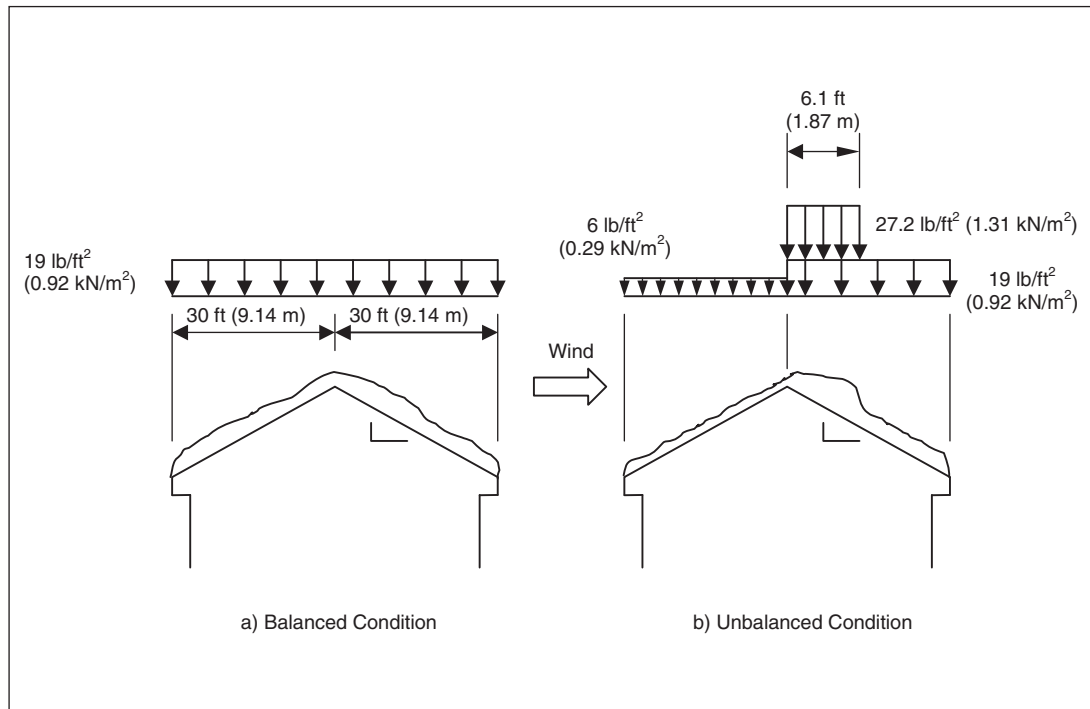 6.1 ft
(1.87 m)
6 lb/ft²
(0.29 kN/m²)
27.2 lb/ft² (1.31 kN/m²)
19 lb/ft²
(0.92 kN/m²)
19 lb/ft²
(0.92 kN/m²)
30 ft (9.14 m)
30 ft (9.14 m)
Wind
a) Balanced Condition
b) Unbalanced Condition